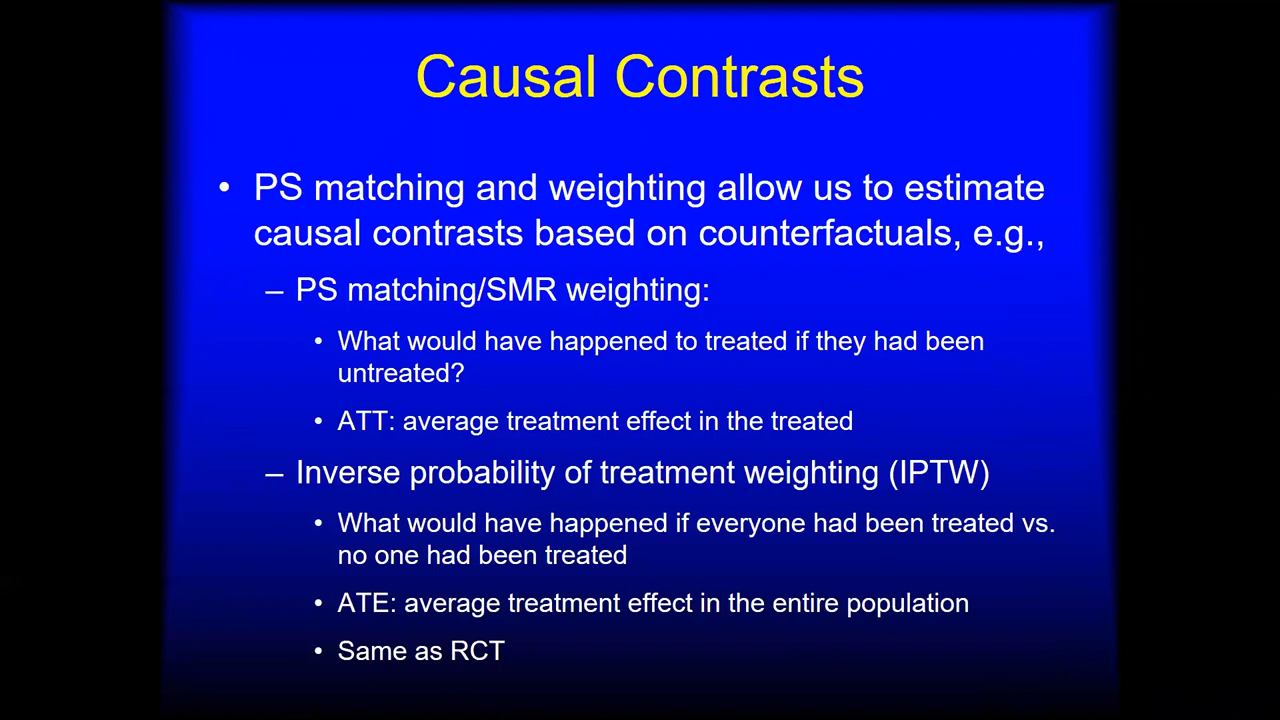 Causal Contrasts
• PS matching and weighting allow us to estimate
causal contrasts based on counterfactuals, e.g.,
– PS matching/SMR weighting:
• What would have happened to treated if they had been
untreated?
• ATT: average treatment effect in the treated
– Inverse probability of treatment weighting (IPTW)
• What would have happened if everyone had been treated vs.
no one had been treated
• ATE: average treatment effect in the entire population
• Same as RCT